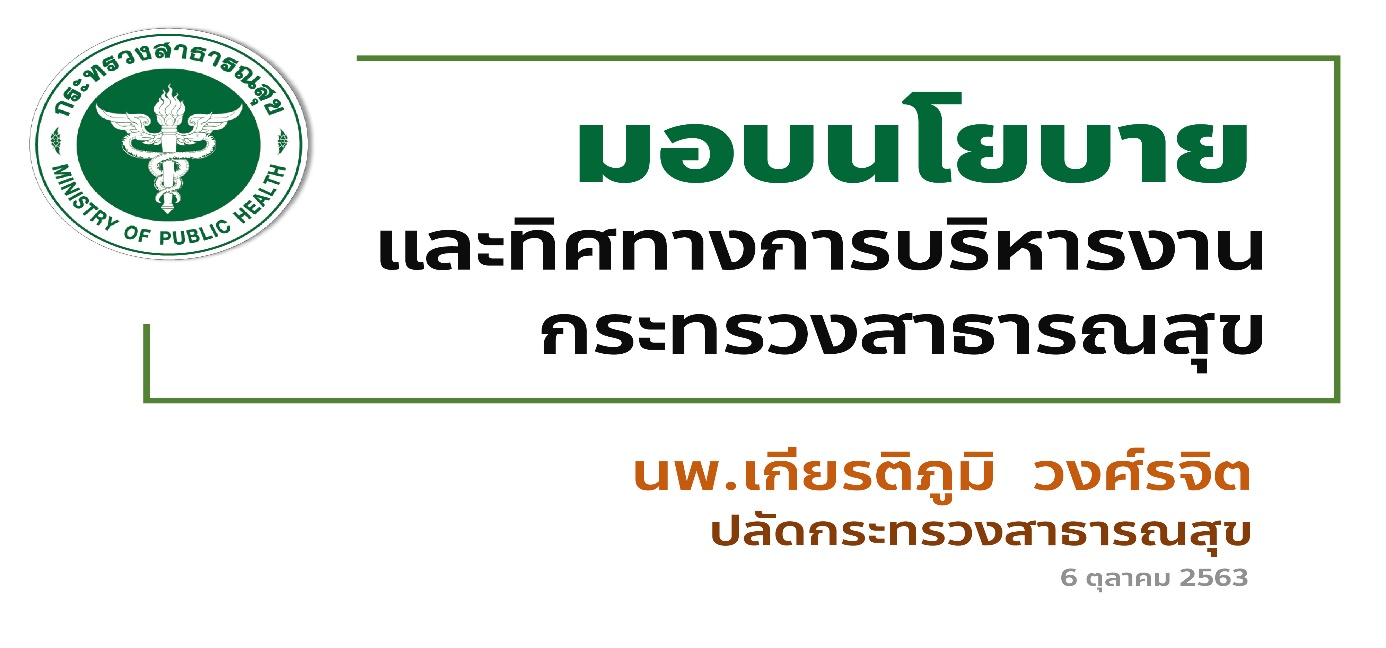 กระทรวงสาธารณสุข
MINISTRY OF PUBLIC HEALTH
มอบนโยบาย
และทิศทางการบริหารงาน
กระทรวงสาธารณสุข
นพ.เกียรติภูมิ วงศ์รจิต
ปลัดกระทรวงสาธารณสุข
6 ตุลาคม 2563